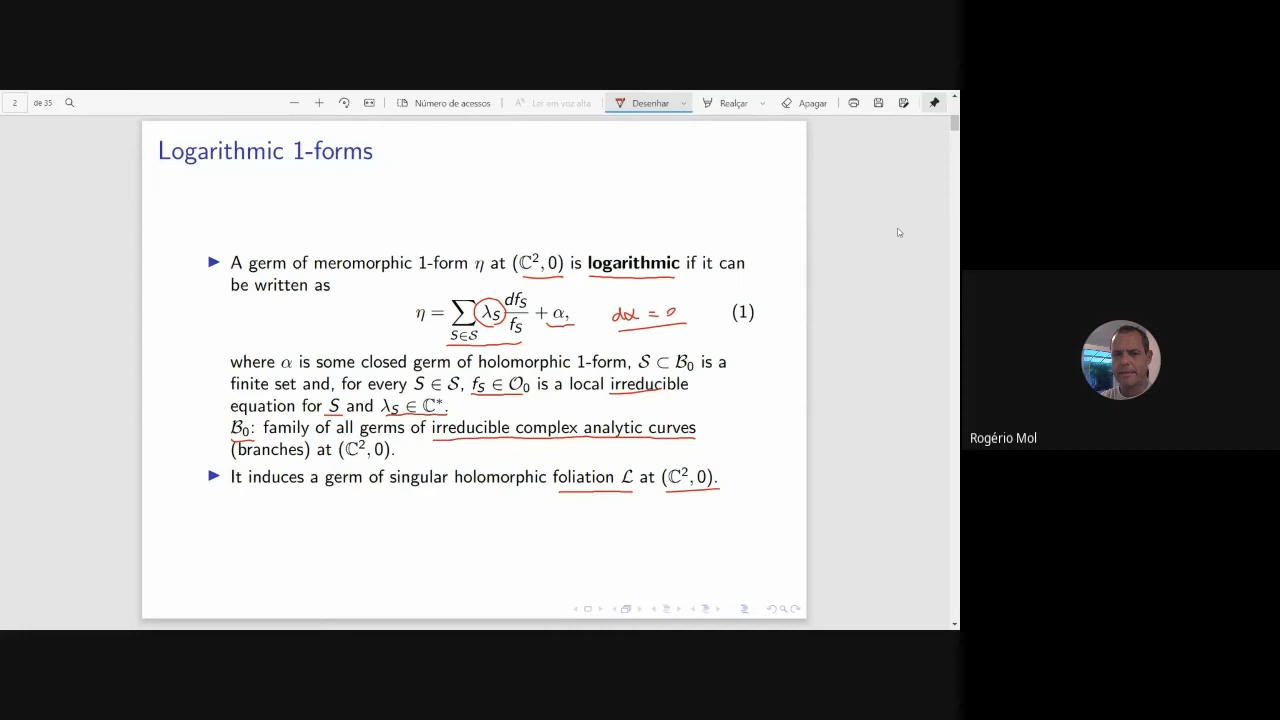 2 de 35
Número de acessos
Ler em voz alta
Desenhar
Realçar
Apagar
Logarithmic 1-forms
A germ of meromorphic 1-form η at (ℂ², 0) is logarithmic if it can
be written as
η = ∑_{S∈𝒮} λ_S df_S/f_S + α, dα = 0 (1)
where α is some closed germ of holomorphic 1-form, 𝒮 ⊂ ℬ₀ is a
finite set and, for every S ∈ 𝒮, f_S ∈ 𝒪₀ is a local irreducible
equation for S and λ_S ∈ ℂ*.
ℬ₀: family of all germs of irreducible complex analytic curves
(branches) at (ℂ², 0).
It induces a germ of singular holomorphic foliation ℒ at (ℂ², 0).
Rogério Mol